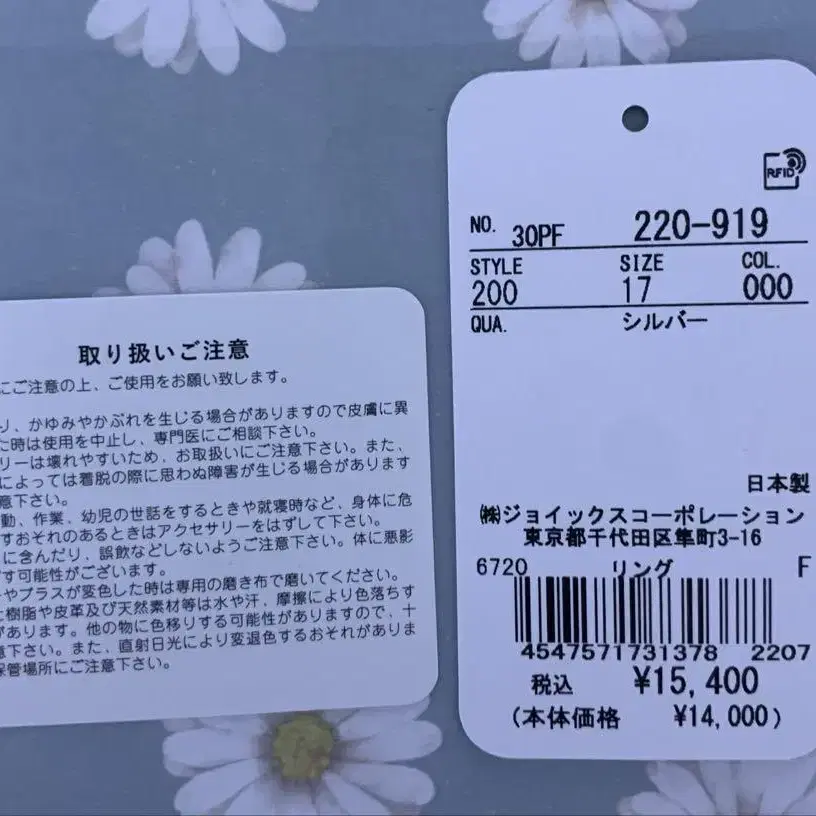 取り扱いご注意
にご注意の上、ご使用をお願い致します。
り、かゆみやかぶれを生じる場合がありますので皮膚に異
た時は使用を中止し、専門医にご相談下さい。
リーは壊れやすいため、お取扱いにご注意下さい。また、
によっては着脱の際に思わぬ障害が生じる場合があります
意下さい。
動、作業、幼児の世話をするときや就寝時など、身体に危
すおそれのあるときはアクセサリーをはずして下さい。
に含んだり、誤飲などしないようご注意下さい。体に悪影
す可能性がございます。
やブラスが変色した時は専用の磨き布で磨いてください。
樹脂や皮革及び天然素材等は水や汗、摩擦により色落ちす
があります。他の物に色移りする可能性がありますので、十
意下さい。また、直射日光により変退色するおそれがありま
保管場所にご注意下さい。
RFID
NO. 30PF 220-919
STYLE SIZE COL.
200 17 000
QUA. シルバー
日本製
㈱ジョイックスコーポレーション
東京都千代田区隼町3-16
6720 リング F
4547571731378 2207
税込 ¥15,400
(本体価格 ¥14,000)